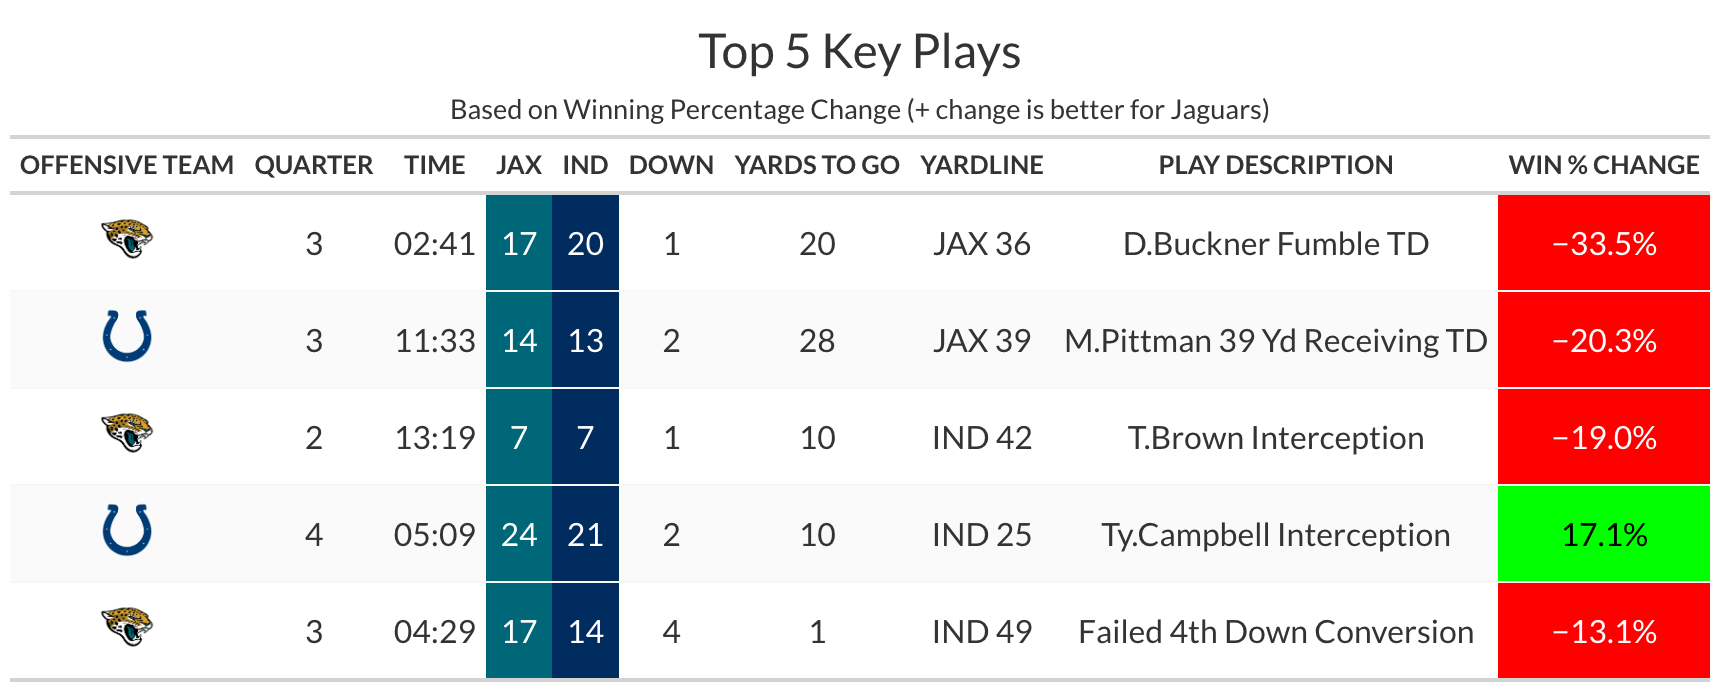 Top 5 Key Plays
Based on Winning Percentage Change (+ change is better for Jaguars)
OFFENSIVE TEAM QUARTER TIME JAX IND DOWN YARDS TO GO YARDLINE PLAY DESCRIPTION WIN % CHANGE
3 02:41 17 20 1 20 JAX 36 D.Buckner Fumble TD −33.5%
3 11:33 14 13 2 28 JAX 39 M.Pittman 39 Yd Receiving TD −20.3%
2 13:19 7 7 1 10 IND 42 T.Brown Interception −19.0%
4 05:09 24 21 2 10 IND 25 Ty.Campbell Interception 17.1%
3 04:29 17 14 4 1 IND 49 Failed 4th Down Conversion −13.1%